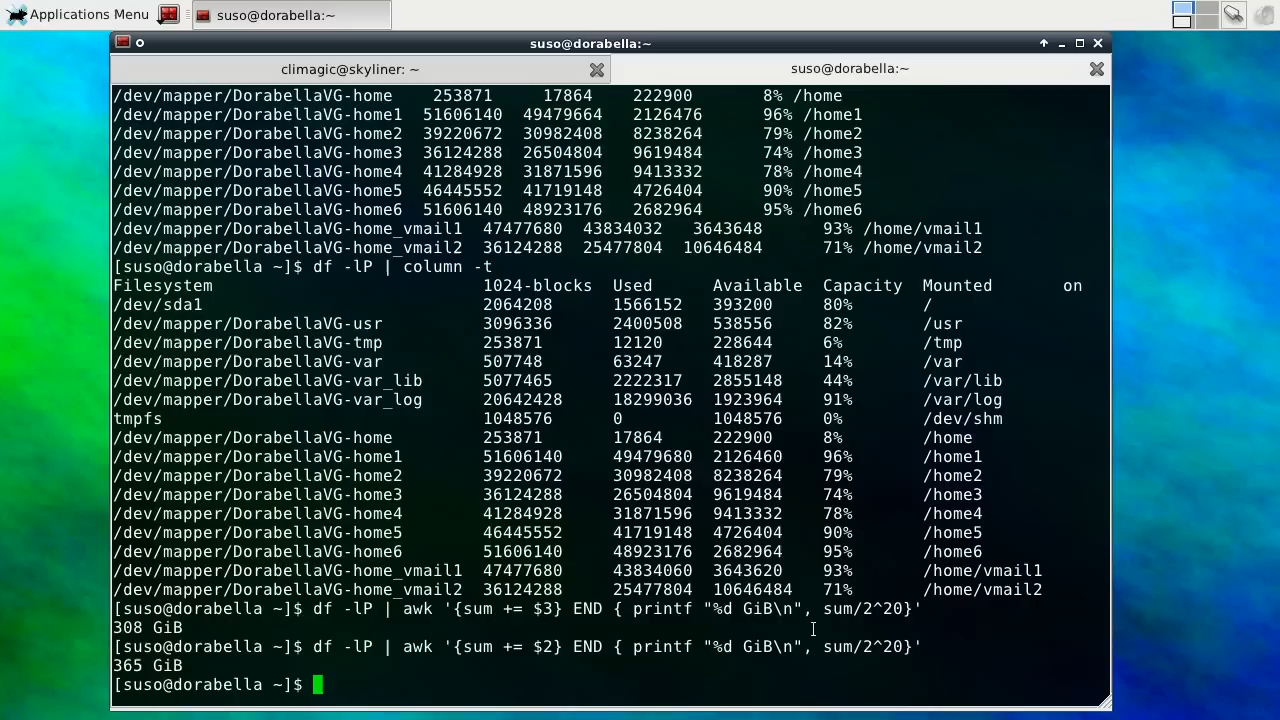 Applications Menu
suso@dorabella:~
suso@dorabella:~
climagic@skyliner: ~
suso@dorabella:~
/dev/mapper/DorabellaVG-home    253871     17864    222900       8% /home
/dev/mapper/DorabellaVG-home1  51606140  49479664   2126476      96% /home1
/dev/mapper/DorabellaVG-home2  39220672  30982408   8238264      79% /home2
/dev/mapper/DorabellaVG-home3  36124288  26504804   9619484      74% /home3
/dev/mapper/DorabellaVG-home4  41284928  31871596   9413332      78% /home4
/dev/mapper/DorabellaVG-home5  46445552  41719148   4726404      90% /home5
/dev/mapper/DorabellaVG-home6  51606140  48923176   2682964      95% /home6
/dev/mapper/DorabellaVG-home_vmail1  47477680  43834032   3643648      93% /home/vmail1
/dev/mapper/DorabellaVG-home_vmail2  36124288  25477804  10646484      71% /home/vmail2
[suso@dorabella ~]$ df -lP | column -t
Filesystem                           1024-blocks  Used      Available  Capacity  Mounted       on
/dev/sda1                            2064208      1566152   393200     80%       /
/dev/mapper/DorabellaVG-usr          3096336      2400508   538556     82%       /usr
/dev/mapper/DorabellaVG-tmp          253871       12120     228644     6%        /tmp
/dev/mapper/DorabellaVG-var          507748       63247     418287     14%       /var
/dev/mapper/DorabellaVG-var_lib      5077465      2222317   2855148    44%       /var/lib
/dev/mapper/DorabellaVG-var_log      20642428     18299036  1923964    91%       /var/log
tmpfs                                1048576      0         1048576    0%        /dev/shm
/dev/mapper/DorabellaVG-home         253871       17864     222900     8%        /home
/dev/mapper/DorabellaVG-home1        51606140     49479680  2126460    96%       /home1
/dev/mapper/DorabellaVG-home2        39220672     30982408  8238264    79%       /home2
/dev/mapper/DorabellaVG-home3        36124288     26504804  9619484    74%       /home3
/dev/mapper/DorabellaVG-home4        41284928     31871596  9413332    78%       /home4
/dev/mapper/DorabellaVG-home5        46445552     41719148  4726404    90%       /home5
/dev/mapper/DorabellaVG-home6        51606140     48923176  2682964    95%       /home6
/dev/mapper/DorabellaVG-home_vmail1  47477680     43834060  3643620    93%       /home/vmail1
/dev/mapper/DorabellaVG-home_vmail2  36124288     25477804  10646484   71%       /home/vmail2
[suso@dorabella ~]$ df -lP | awk '{sum += $3} END { printf "%d GiB\n", sum/2^20}'
308 GiB
[suso@dorabella ~]$ df -lP | awk '{sum += $2} END { printf "%d GiB\n", sum/2^20}'
365 GiB
[suso@dorabella ~]$